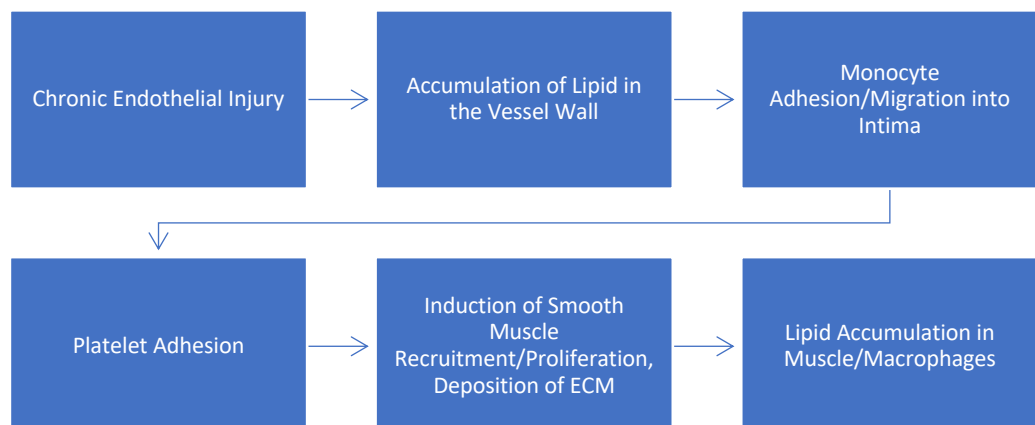 Chronic Endothelial Injury
Accumulation of Lipid in
the Vessel Wall
Monocyte
Adhesion/Migration into
Intima
Platelet Adhesion
Induction of Smooth
Muscle
Recruitment/Proliferation,
Deposition of ECM
Lipid Accumulation in
Muscle/Macrophages